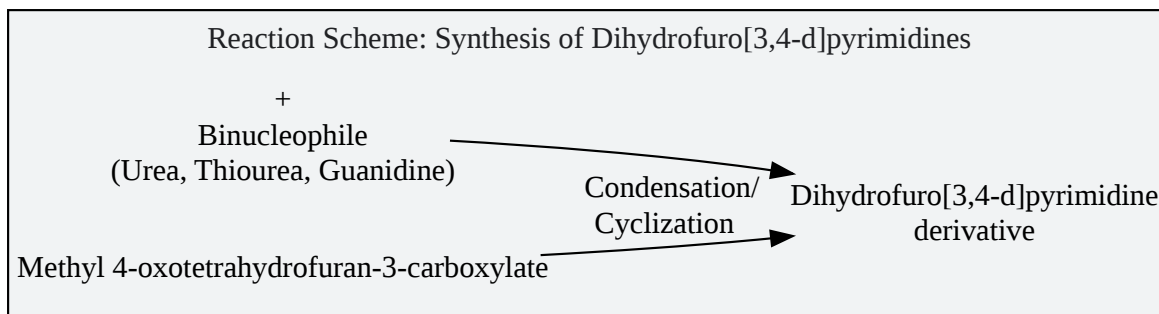 Reaction Scheme: Synthesis of Dihydrofuro[3,4-d]pyrimidines
+
Binucleophile
(Urea, Thiourea, Guanidine)
Condensation/
Cyclization
Dihydrofuro[3,4-d]pyrimidine
derivative
Methyl 4-oxotetrahydrofuran-3-carboxylate